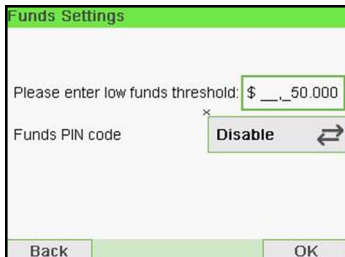 Funds Settings
Please enter low funds threshold: $ __,_50.000
Funds PIN code Disable
Back OK